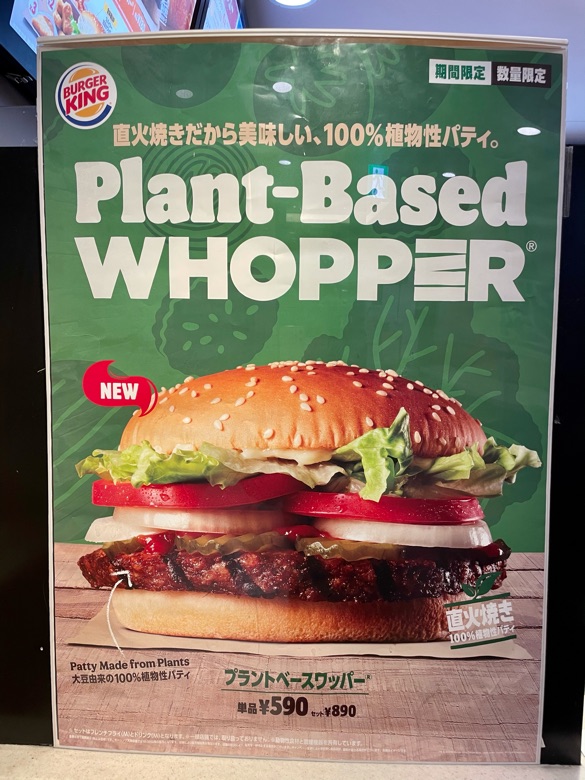 BURGER
KING
期間限定 数量限定
直火焼きだから美味しい、100%植物性パティ。
Plant-Based
WHOPPER®
NEW
直火焼き
100%植物性パティ
Patty Made from Plants
大豆由来の100%植物性パティ
プラントベースワッパー
単品¥590 セット¥890